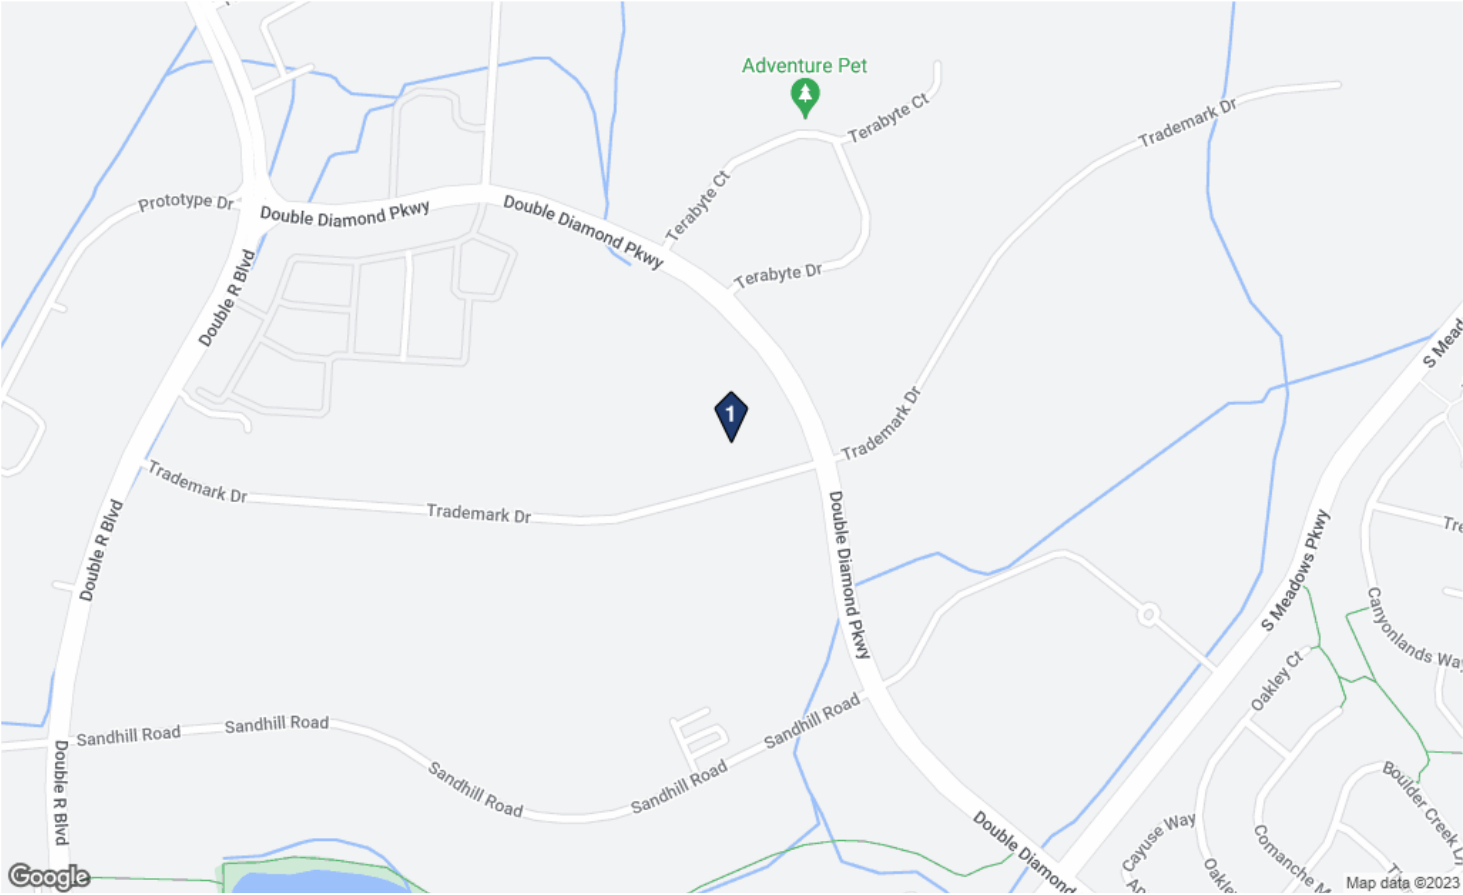 Adventure Pet
Terabyte Ct
Trademark Dr
Terabyte Ct
Prototype Dr
Double Diamond Pkwy
Double Diamond Pkwy
Terabyte Dr
Double R Blvd
S Mead
1
Trademark Dr
Trademark Dr
Trademark Dr
Double R Blvd
Double Diamond Pkwy
S Meadows Pkwy
Tre
Canyonlands Way
Oakley Ct
Sandhill Road
Sandhill Road
Sandhill Road
Sandhill Road
Sandhill Road
Double R Blvd
Boulder Creek Ln
Double Diamond
Cayuse Way
Comanche M
Oakley
Google
Map data ©2023